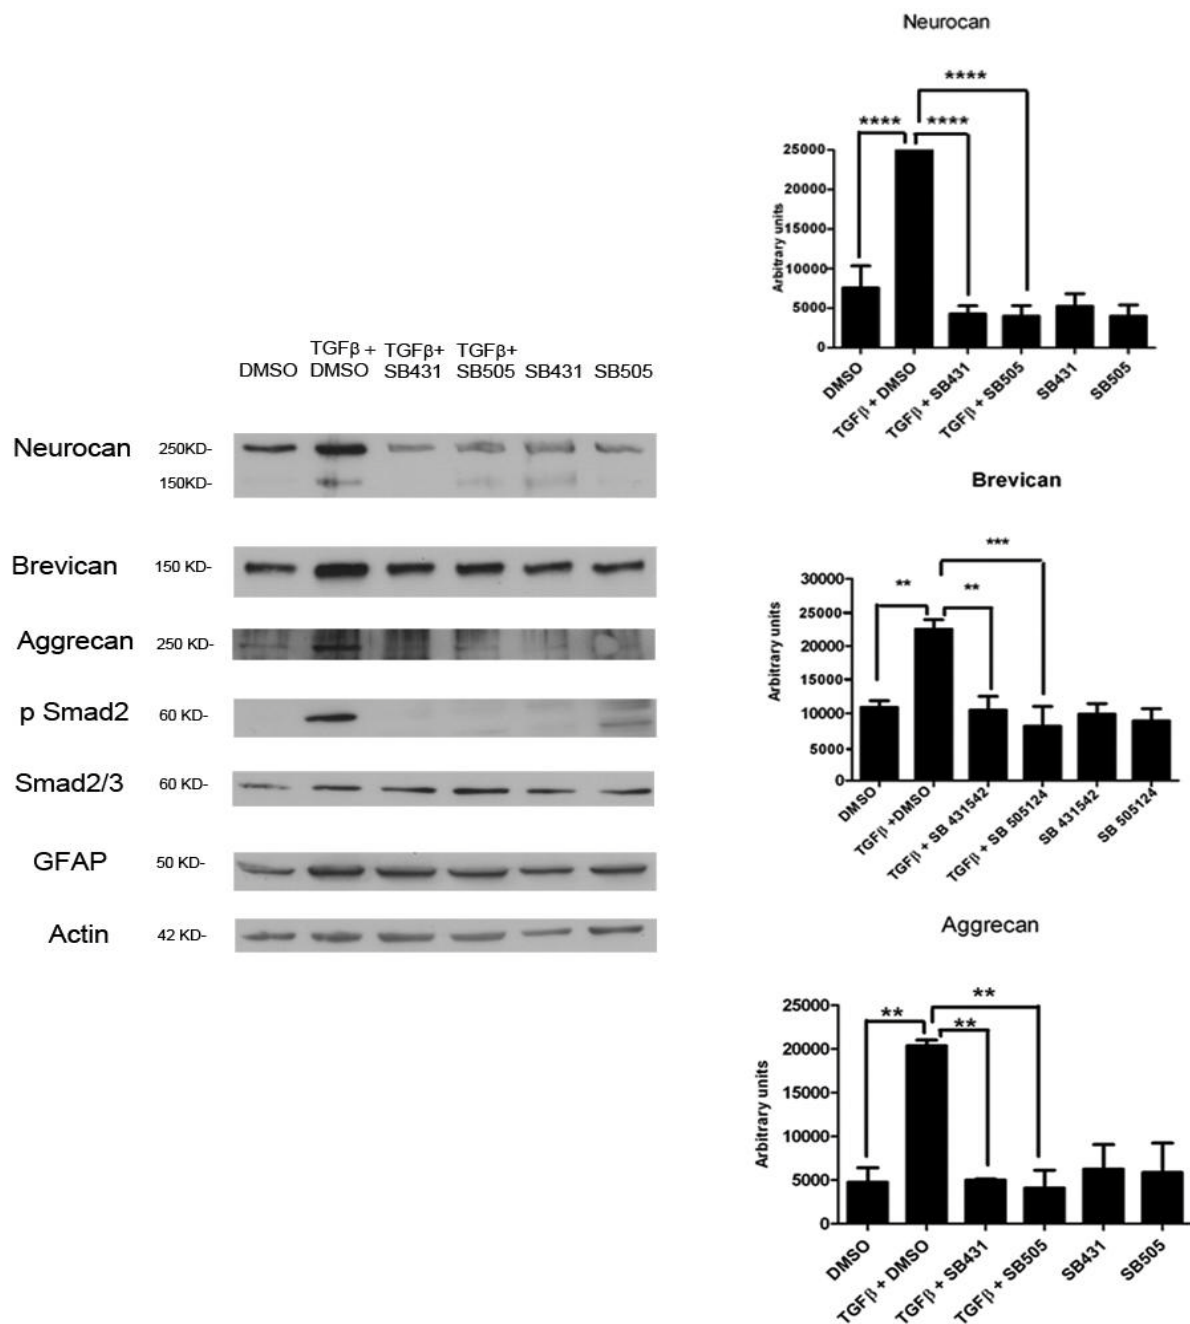 TGFβ + TGFβ+ TGFβ+
DMSO DMSO SB431 SB505 SB431 SB505
Neurocan 250KD-
150KD-
Brevican 150 KD-
Aggrecan 250 KD-
p Smad2 60 KD-
Smad2/3 60 KD-
GFAP 50 KD-
Actin 42 KD-
Neurocan
****
**** ****
25000
20000
15000
10000
5000
0
Arbitrary units
DMSO
TGFβ + DMSO
TGFβ + SB431
TGFβ + SB505
SB431
SB505
Brevican
***
** **
30000
25000
20000
15000
10000
5000
0
Arbitrary units
DMSO
TGFβ +DMSO
TGFβ + SB 431542
TGFβ + SB 505124
SB 431542
SB 505124
Aggrecan
**
** **
25000
20000
15000
10000
5000
0
Arbitrary units
DMSO
TGFβ + DMSO
TGFβ + SB431
TGFβ + SB505
SB431
SB505